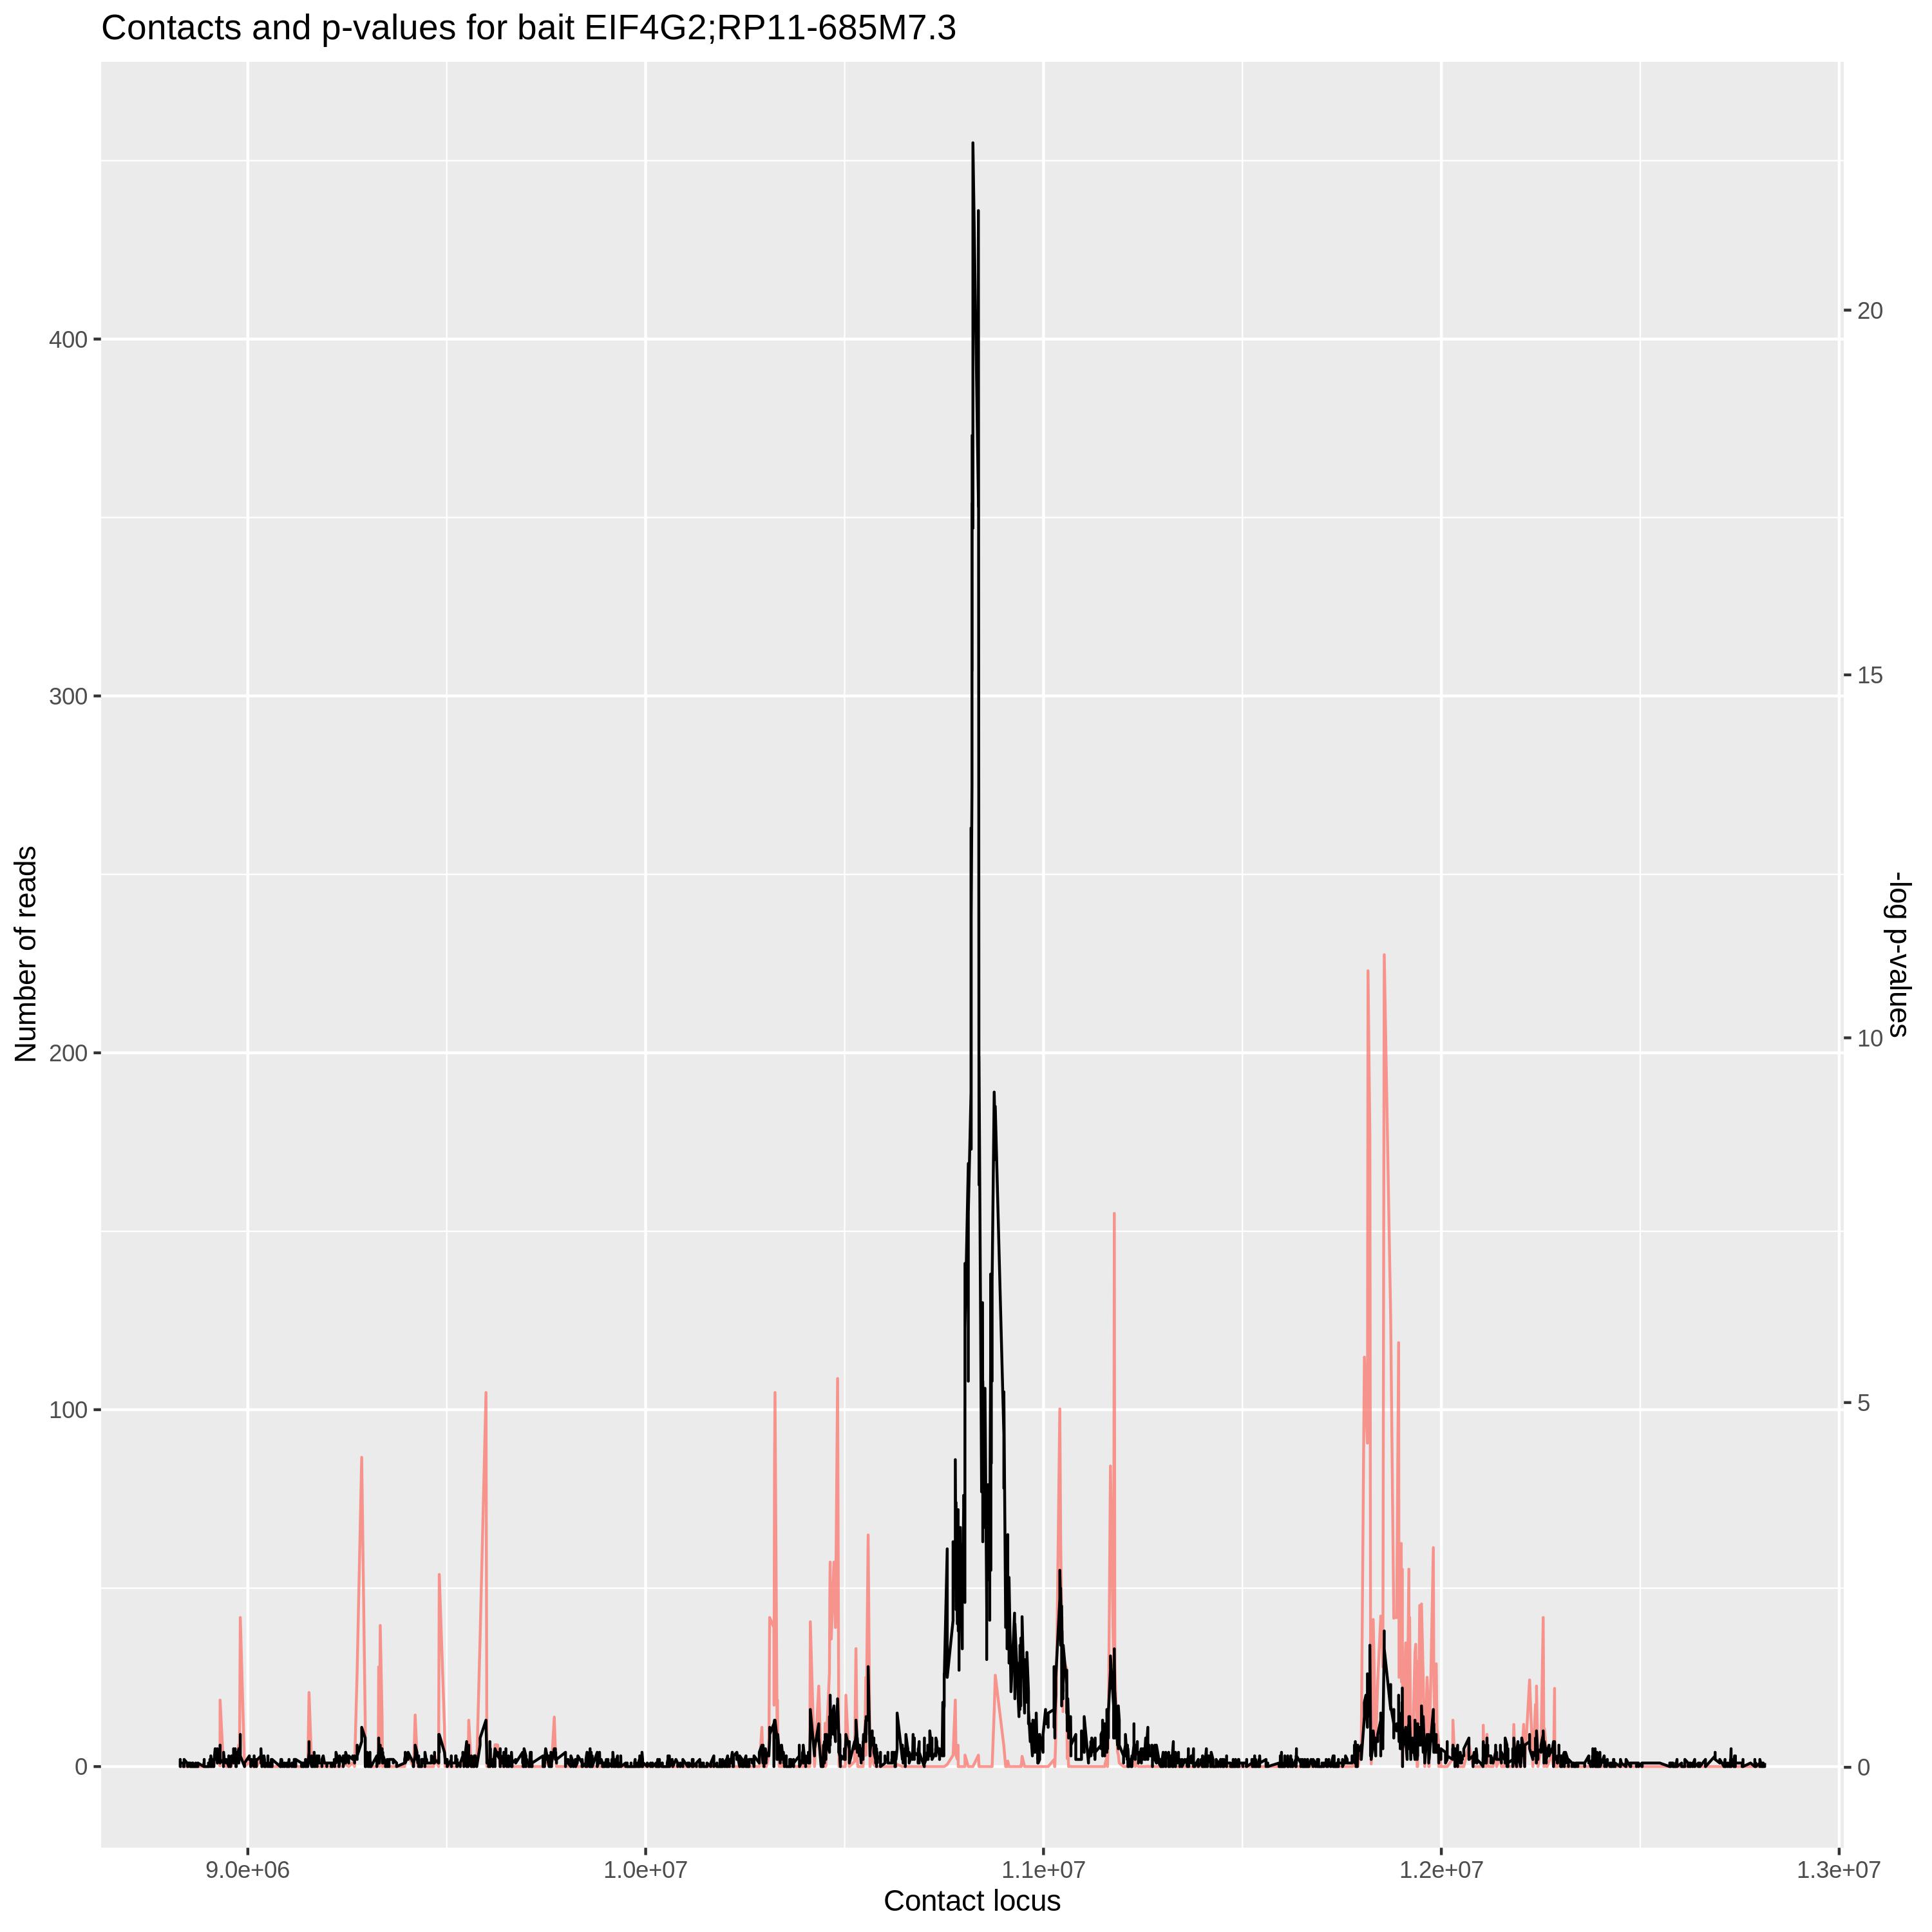 Contacts and p-values for bait EIF4G2;RP11-685M7.3
Number of reads
400
300
200
100
0
20
15
10
5
0
-log p-values
9.0e+06
1.0e+07
1.1e+07
1.2e+07
1.3e+07
Contact locus